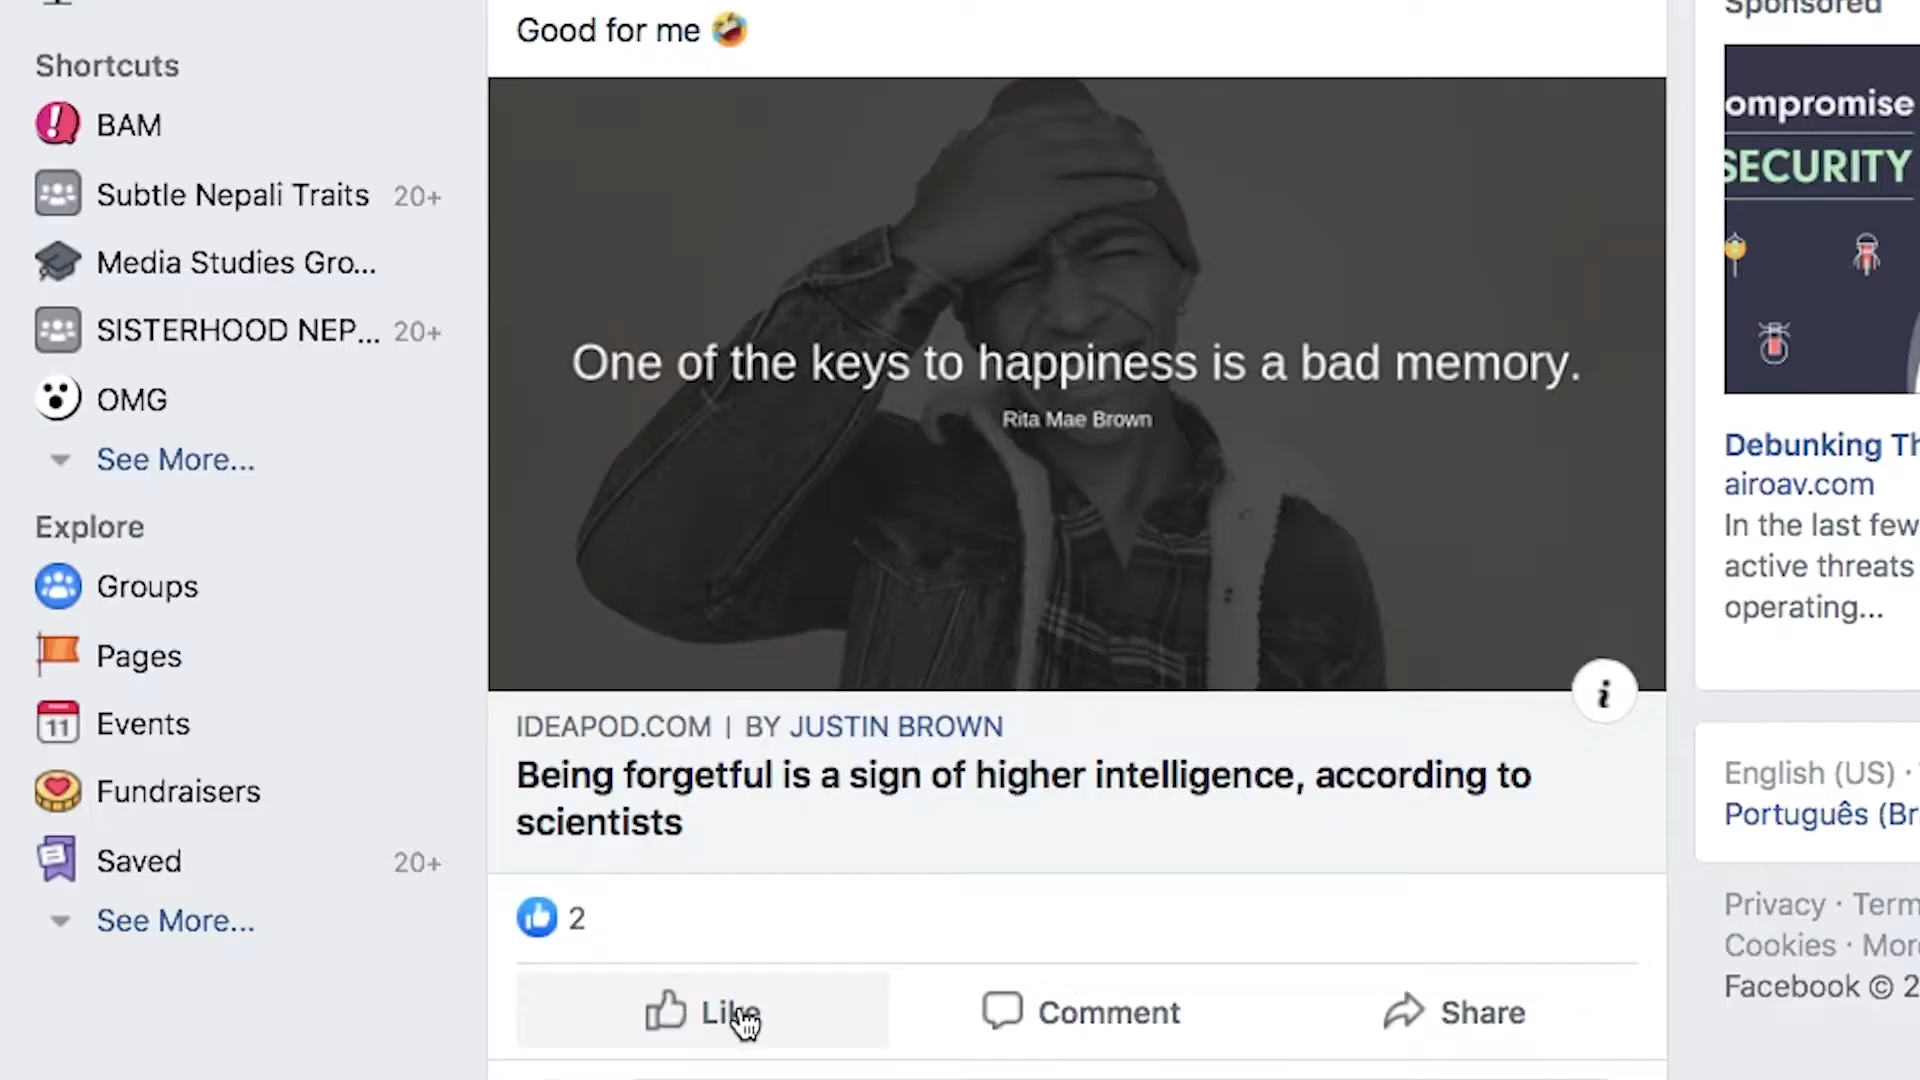 Shortcuts
BAM
Subtle Nepali Traits 20+
Media Studies Gro...
SISTERHOOD NEP... 20+
OMG
See More...
Explore
Groups
Pages
11
Events
Fundraisers
Saved 20+
See More...
Good for me
One of the keys to happiness is a bad memory.
Rita Mae Brown
i
IDEAPOD.COM | BY JUSTIN BROWN
Being forgetful is a sign of higher intelligence, according to
scientists
2
Like Comment Share
Sponsored
ompromise
SECURITY
Debunking Th
airoav.com
In the last few
active threats
operating...
English (US) ·
Português (Br
Privacy · Term
Cookies · More
Facebook © 2